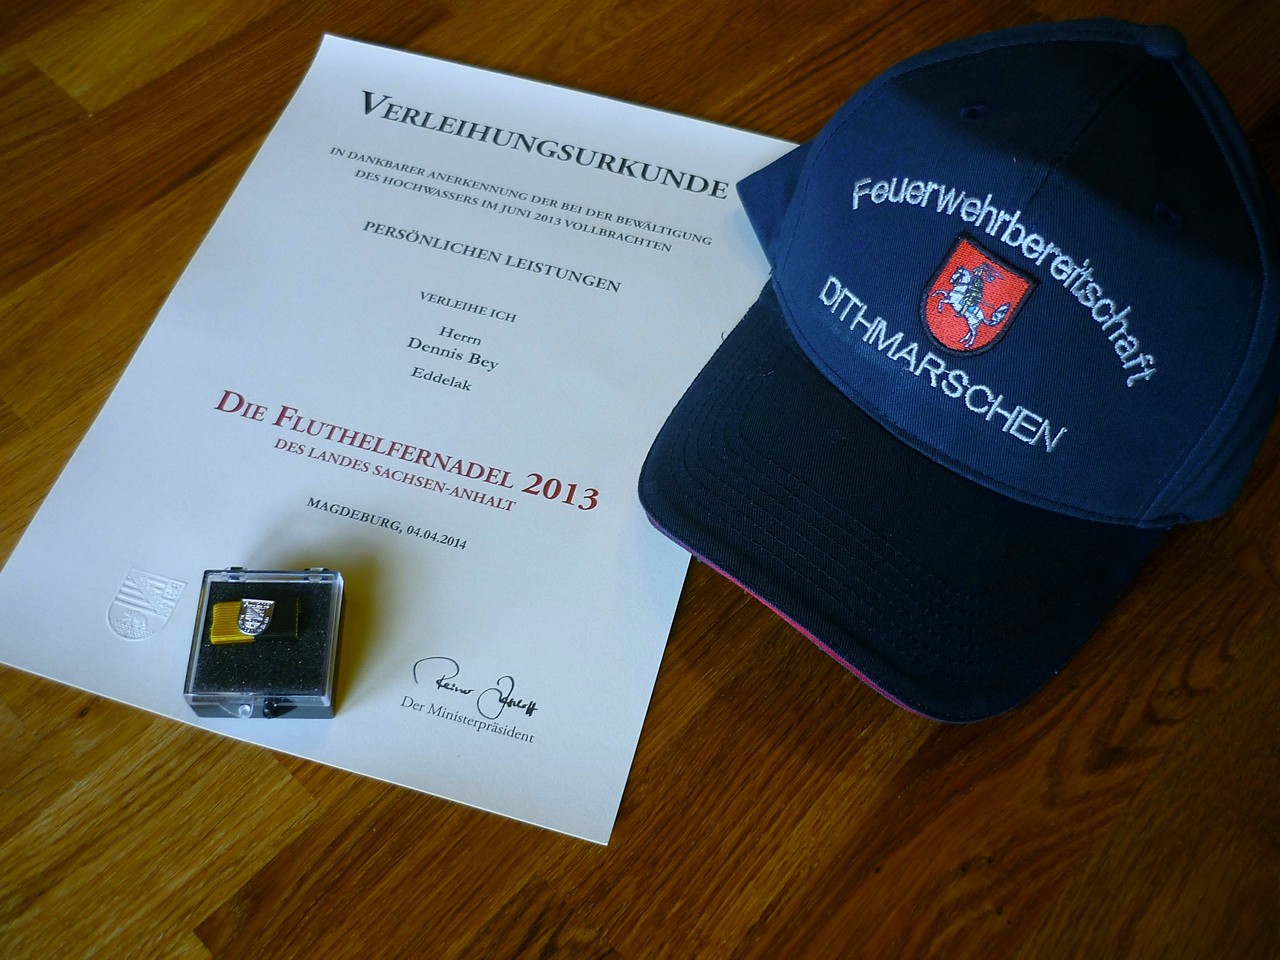 VERLEIHUNGSURKUNDE
IN DANKBARER ANERKENNUNG DER BEI DER BEWÄLTIGUNG
DES HOCHWASSERS IM JUNI 2013 VOLLBRACHTEN
PERSÖNLICHEN LEISTUNGEN
VERLEIHE ICH
Herrn
Dennis Bey
Eddelak
DIE FLUTHELFERNADEL 2013
DES LANDES SACHSEN-ANHALT
MAGDEBURG, 04.04.2014
Reiner
Der Ministerpräsident
Feuerwehrbereitschaft
DITHMARSCHEN